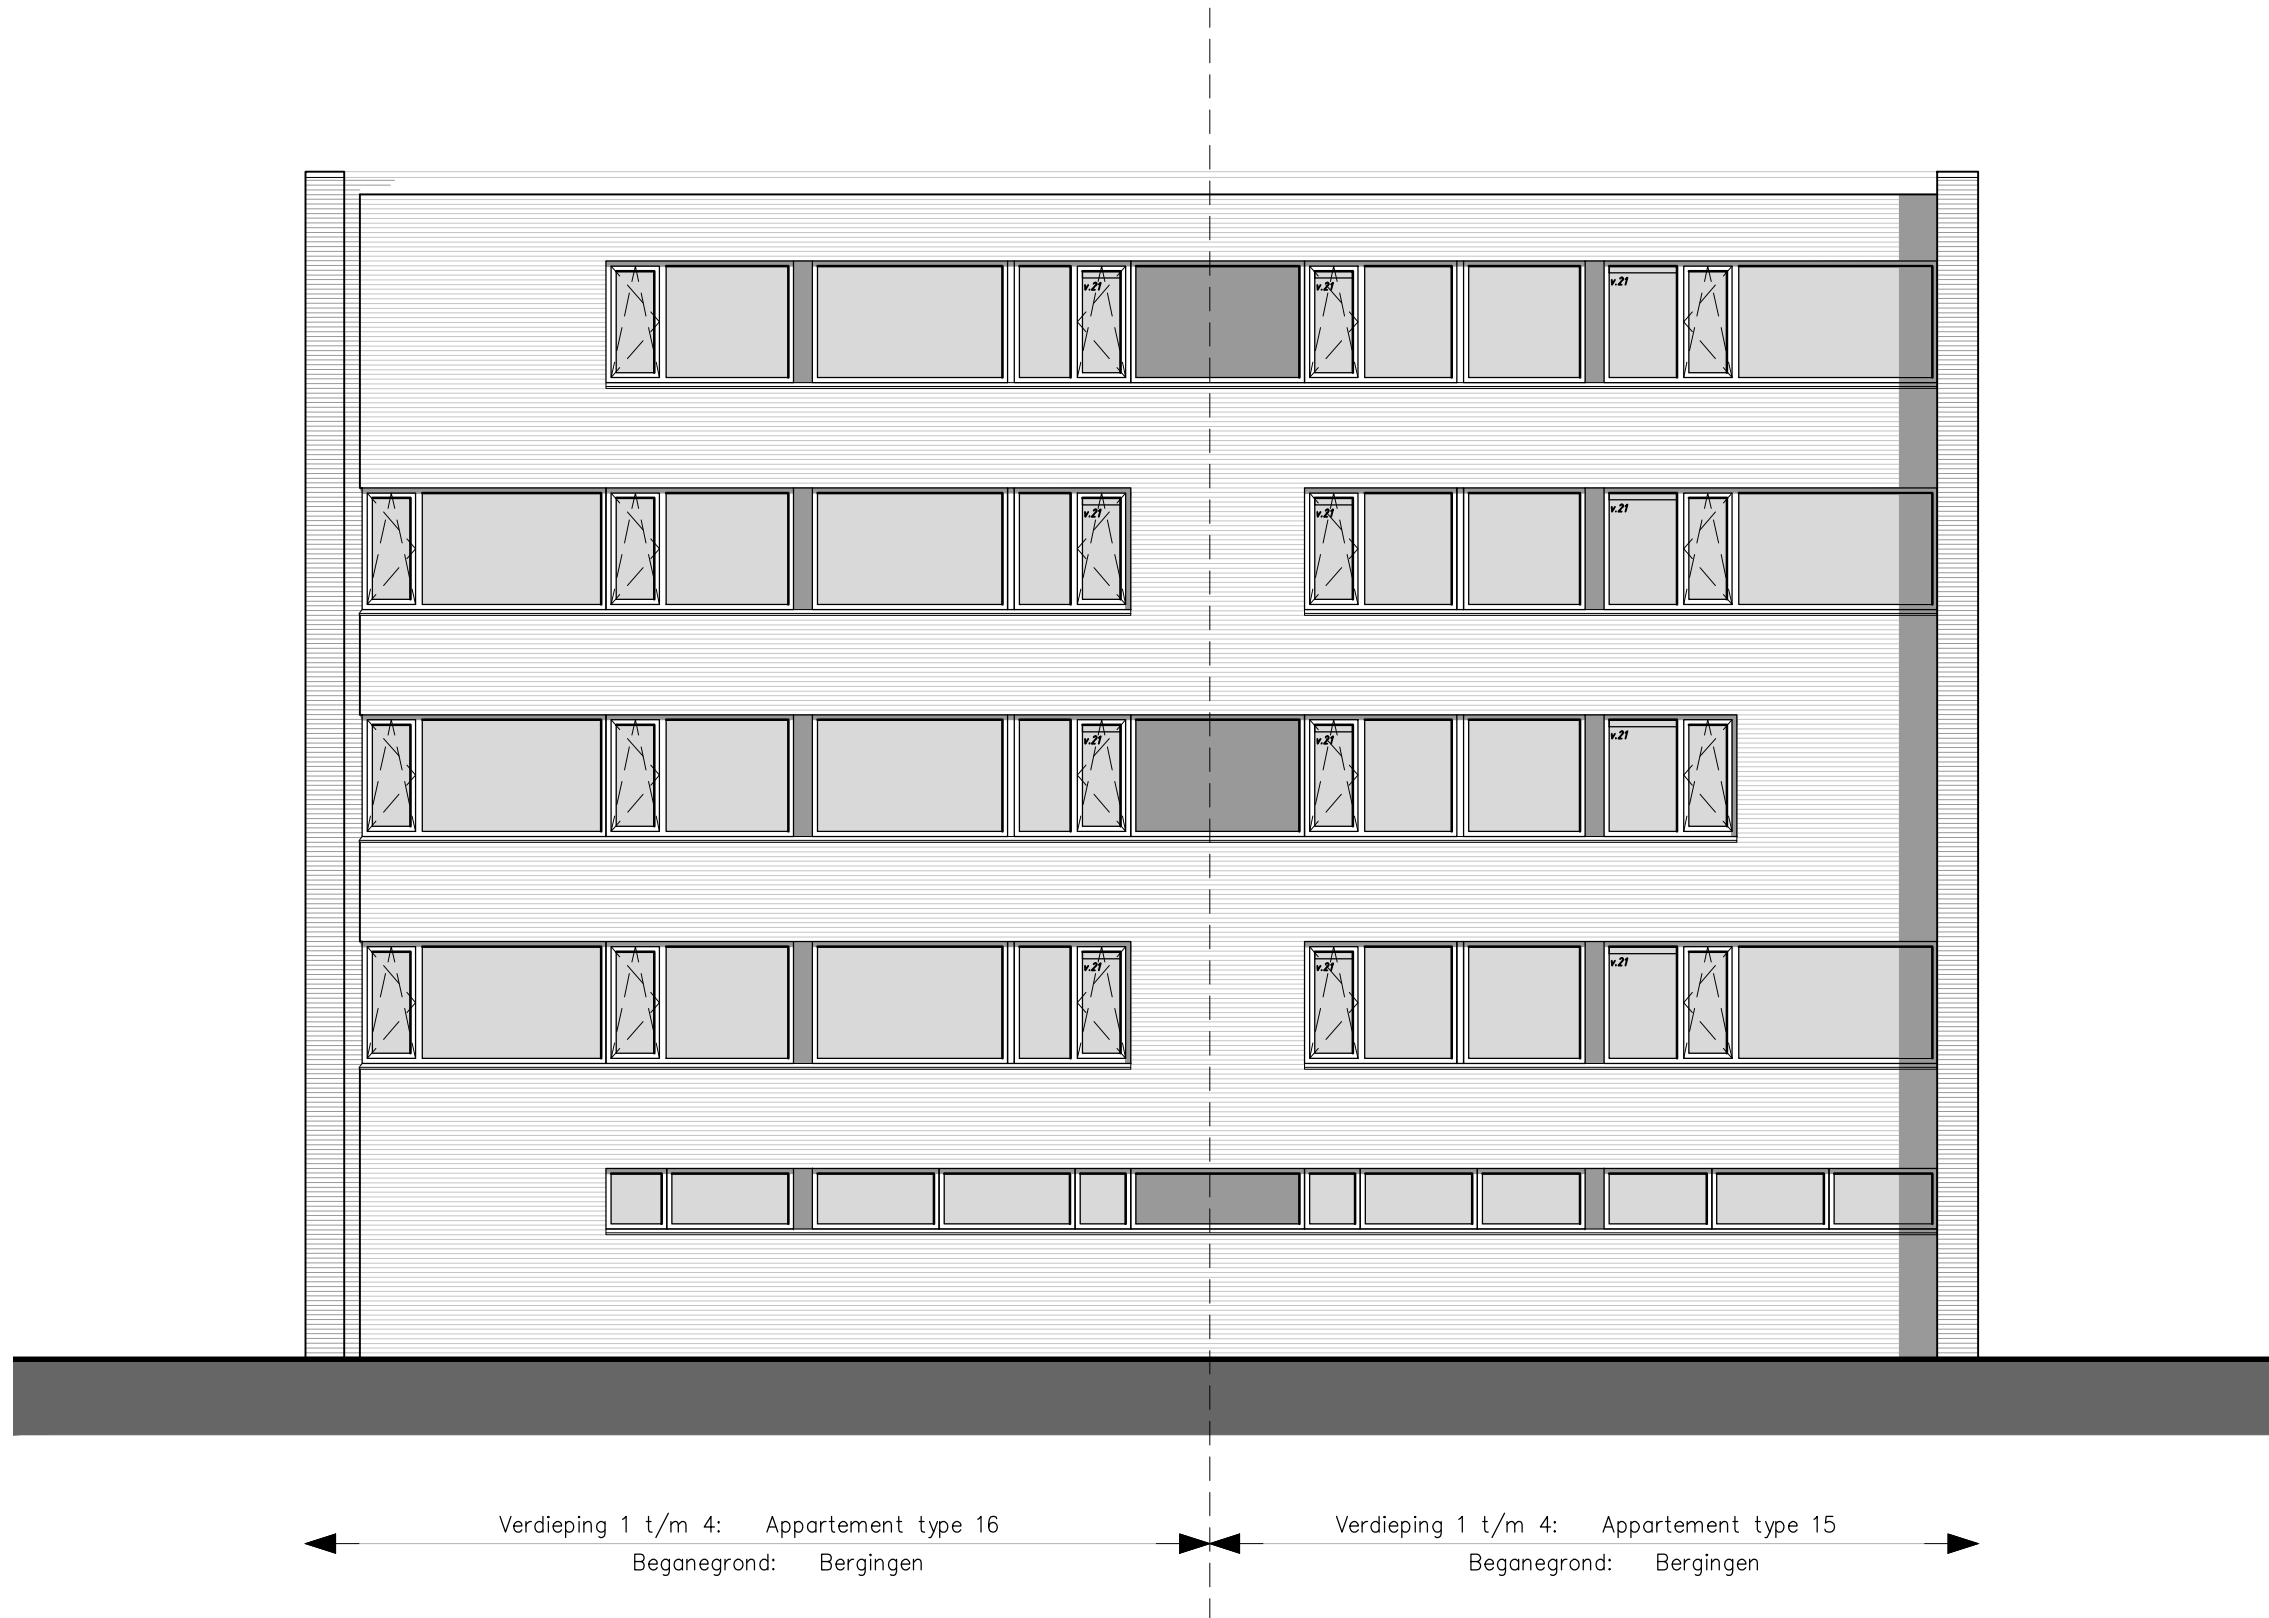 v.21 v.21 v.21
v.21 v.21 v.21
v.21 v.21 v.21
v.21 v.21 v.21
Verdieping 1 t/m 4: Appartement type 16
Beganegrond: Bergingen
Verdieping 1 t/m 4: Appartement type 15
Beganegrond: Bergingen